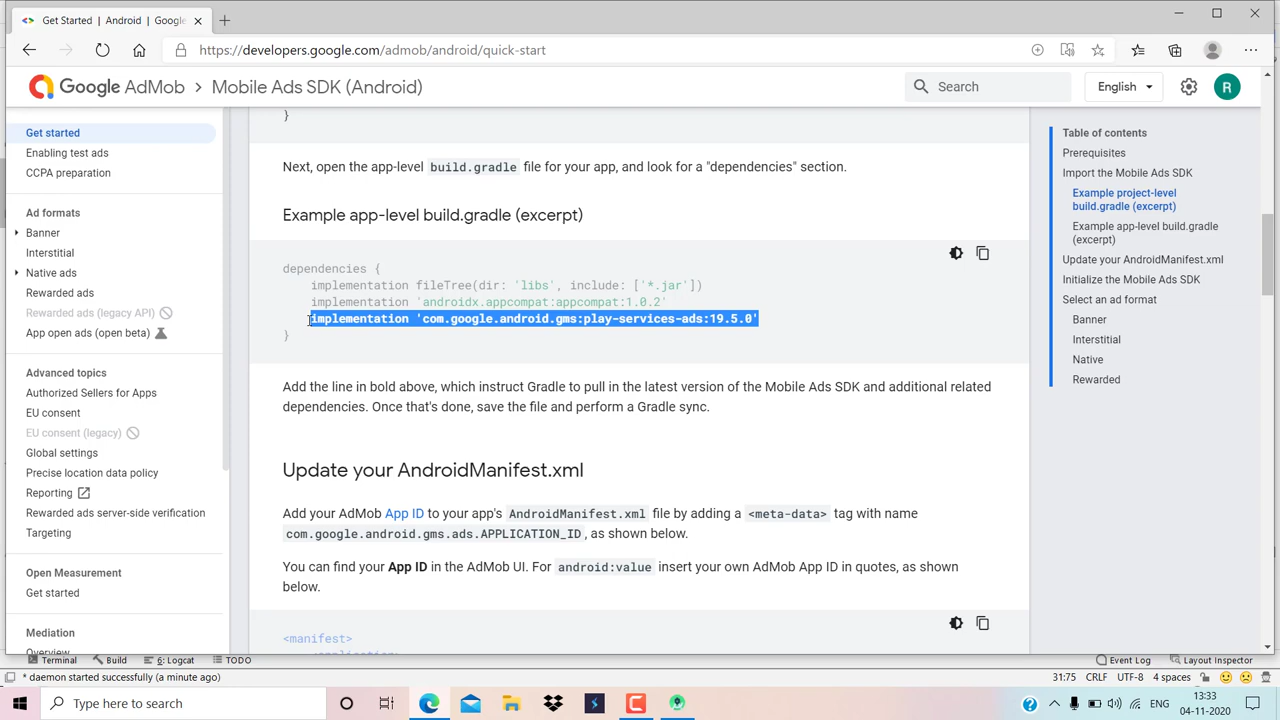 Get Started | Android | Google
https://developers.google.com/admob/android/quick-start
Google AdMob
Mobile Ads SDK (Android)
Search
English
R
Get started
Enabling test ads
CCPA preparation
Ad formats
Banner
Interstitial
Native ads
Rewarded ads
Rewarded ads (legacy API)
App open ads (open beta)
Advanced topics
Authorized Sellers for Apps
EU consent
EU consent (legacy)
Global settings
Precise location data policy
Reporting
Rewarded ads server-side verification
Targeting
Open Measurement
Get started
Mediation
Overview
}
Next, open the app-level build.gradle file for your app, and look for a "dependencies" section.
Example app-level build.gradle (excerpt)
dependencies {
implementation fileTree(dir: 'libs', include: ['*.jar'])
implementation 'androidx.appcompat:appcompat:1.0.2'
implementation 'com.google.android.gms:play-services-ads:19.5.0'
}
Add the line in bold above, which instruct Gradle to pull in the latest version of the Mobile Ads SDK and additional related
dependencies. Once that's done, save the file and perform a Gradle sync.
Update your AndroidManifest.xml
Add your AdMob App ID to your app's AndroidManifest.xml file by adding a <meta-data> tag with name
com.google.android.gms.ads.APPLICATION_ID, as shown below.
You can find your App ID in the AdMob UI. For android:value insert your own AdMob App ID in quotes, as shown
below.
<manifest>
<application>
Table of contents
Prerequisites
Import the Mobile Ads SDK
Example project-level
build.gradle (excerpt)
Example app-level build.gradle
(excerpt)
Update your AndroidManifest.xml
Initialize the Mobile Ads SDK
Select an ad format
Banner
Interstitial
Native
Rewarded
Terminal
Build
6: Logcat
TODO
Event Log
Layout Inspector
* daemon started successfully (a minute ago)
31:75
CRLF
UTF-8
4 spaces
Type here to search
ENG
13:33
04-11-2020